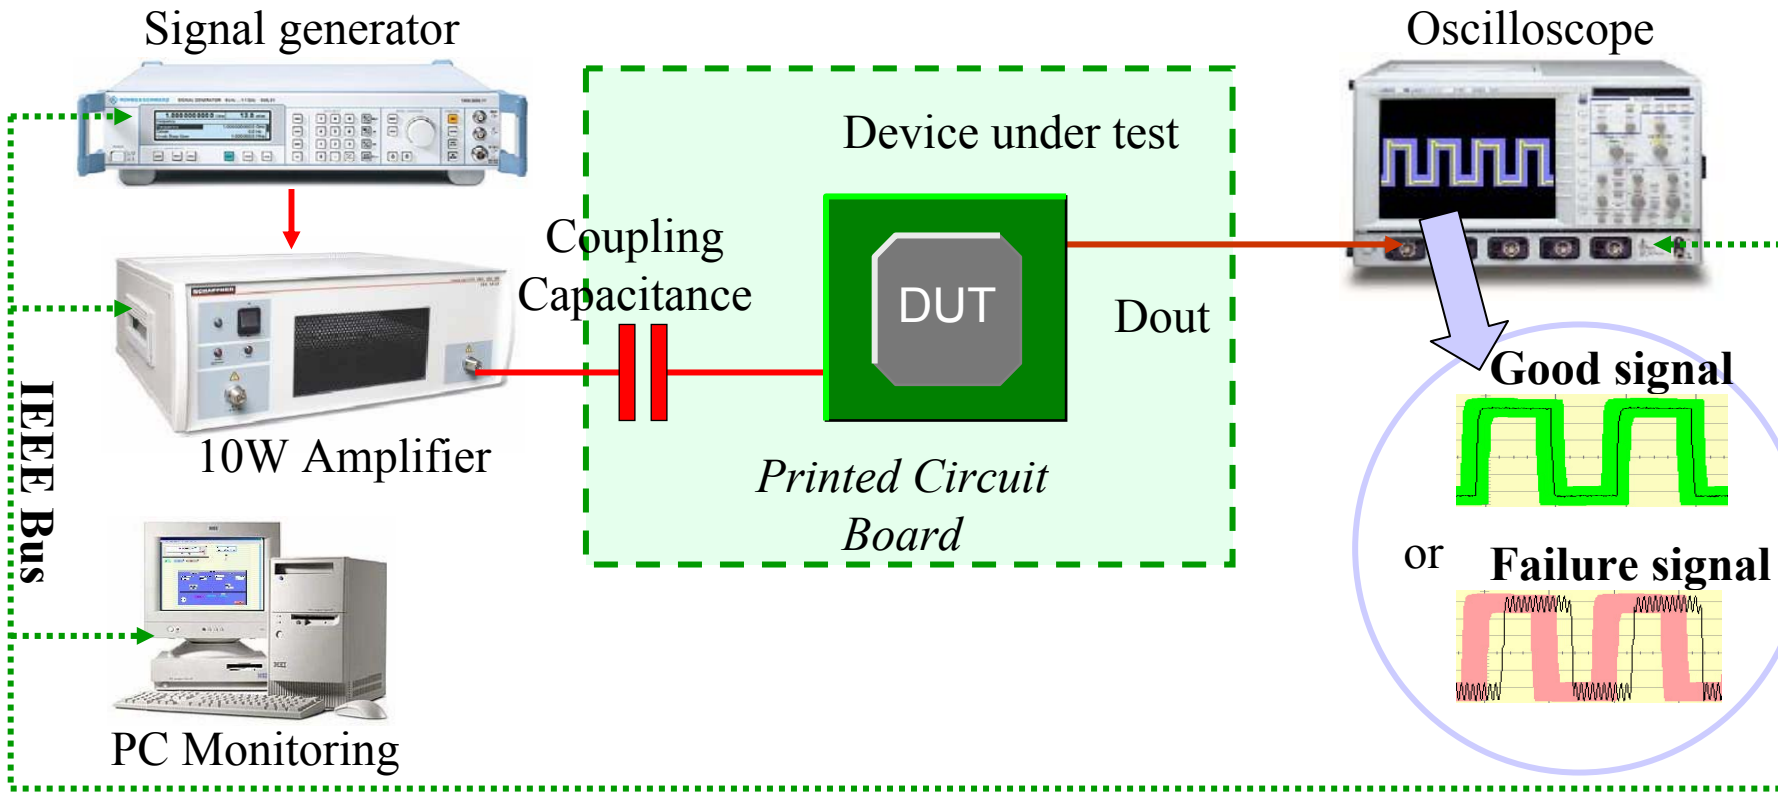 Signal generator
Oscilloscope
Device under test
Coupling
Capacitance
DUT
Dout
SCHAFFNER
10W Amplifier
IEEE Bus
Printed Circuit
Board
PC Monitoring
Good signal
or
Failure signal